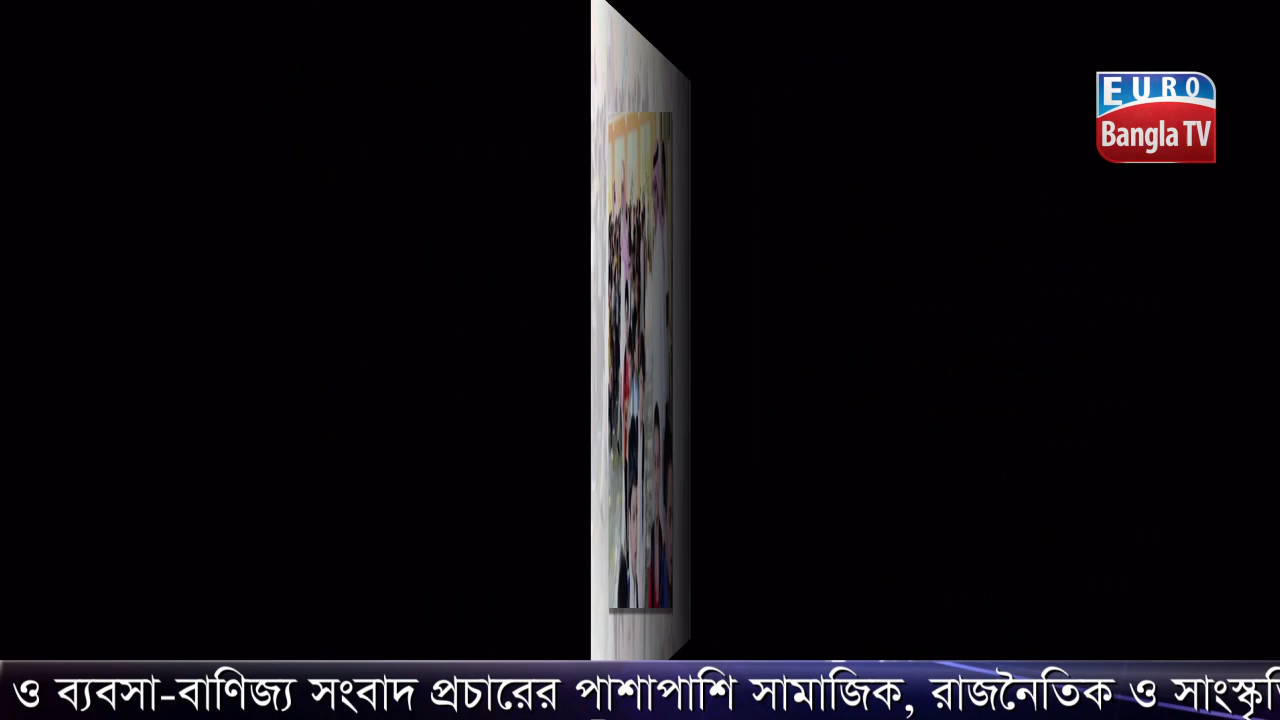 EURO
Bangla TV
ও ব্যবসা-বাণিজ্য সংবাদ প্রচারের পাশাপাশি সামাজিক, রাজনৈতিক ও